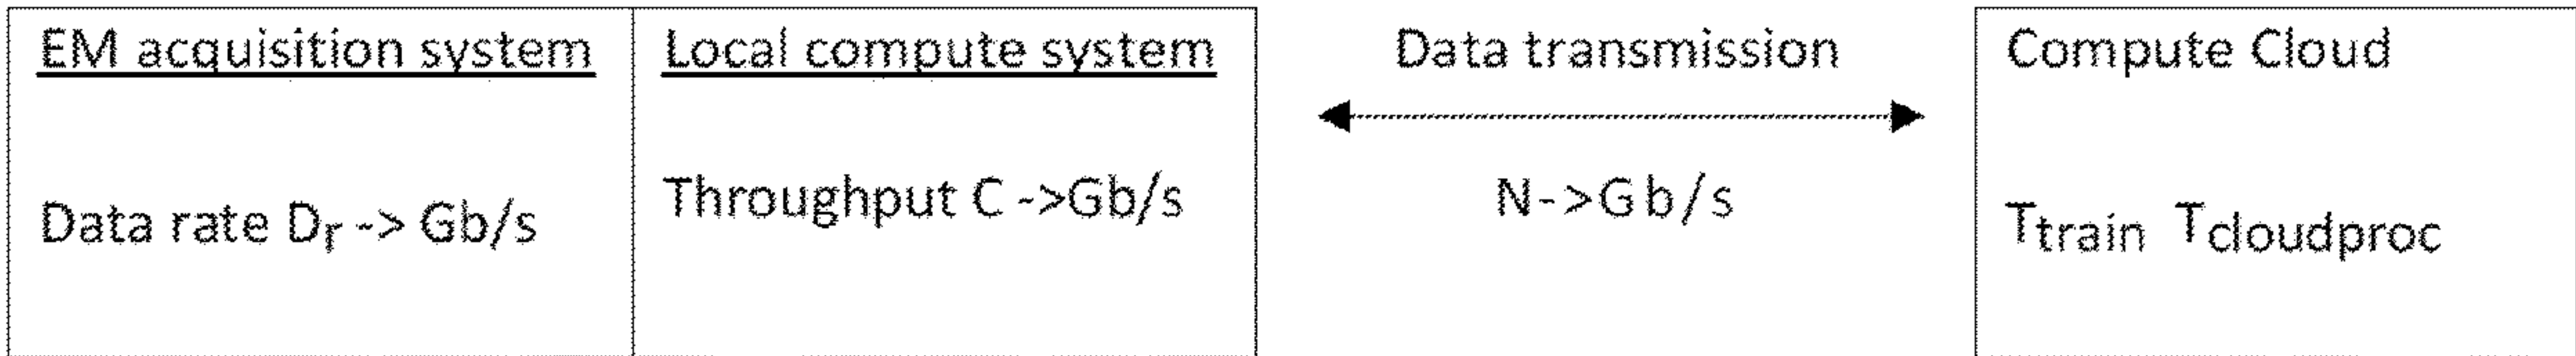 EM acquisition system
Data rate Dr -> Gb/s
Local compute system
Throughput C ->Gb/s
Data transmission
N->Gb/s
Compute Cloud
Ttrain Tcloudproc